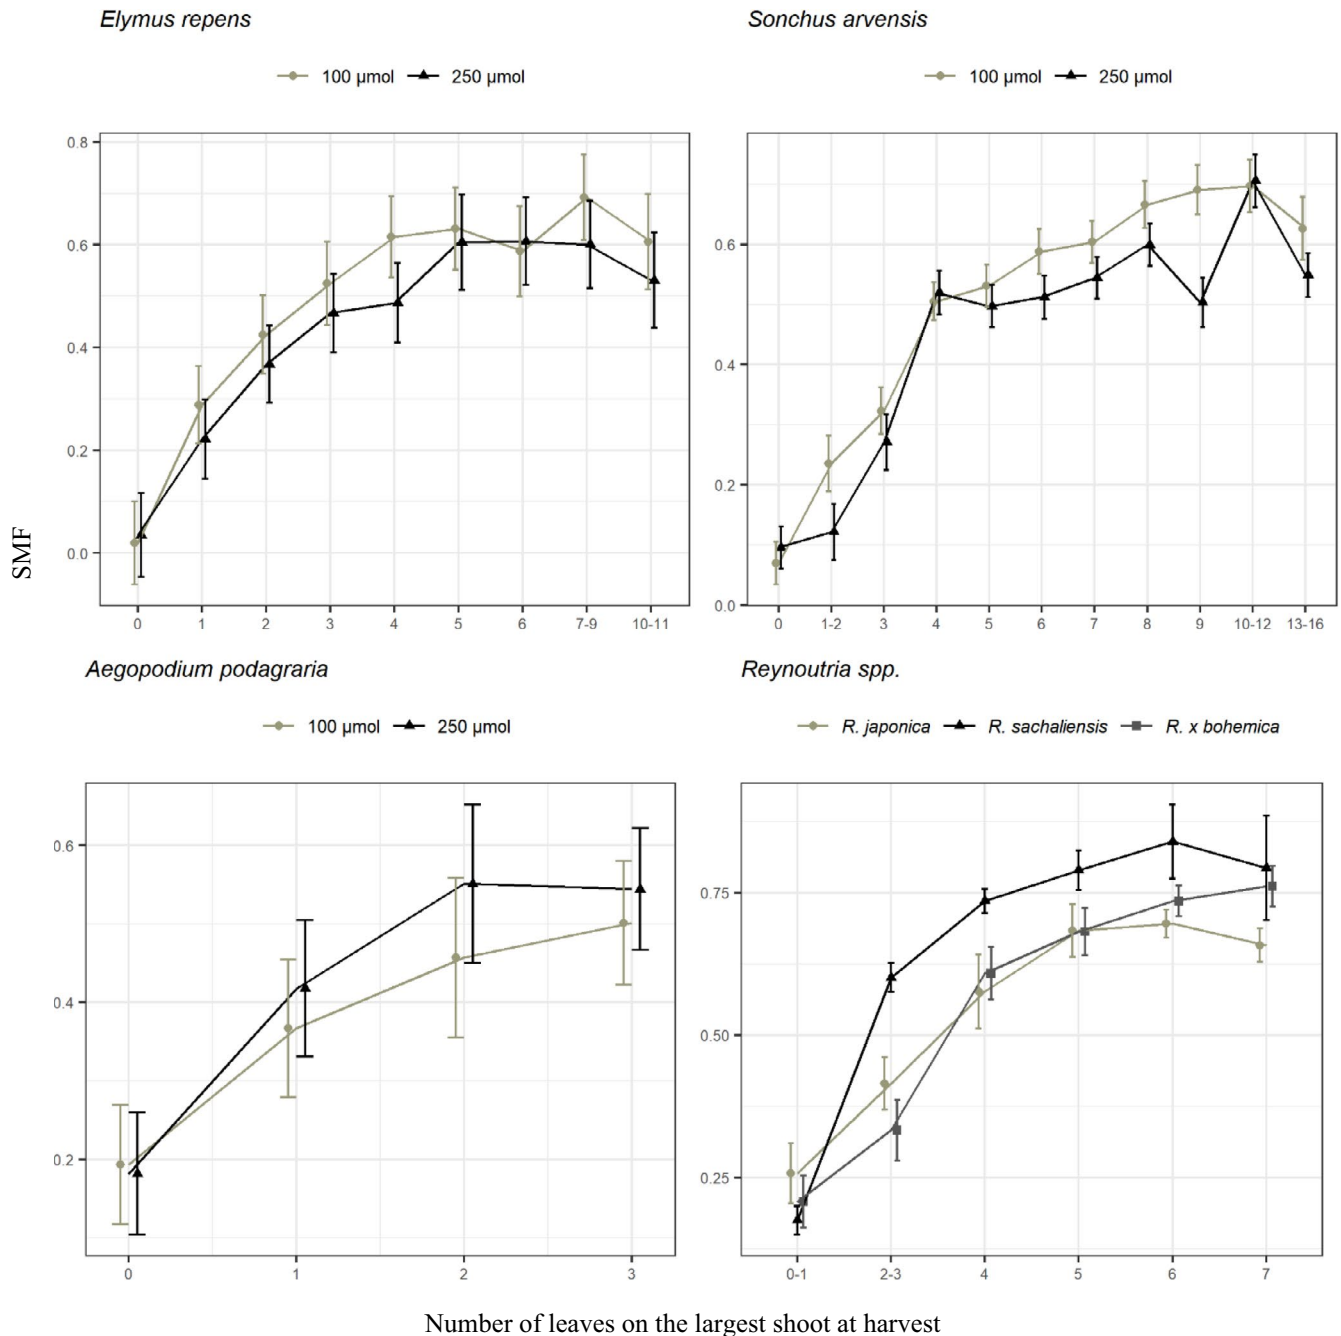 Elymus repens
Sonchus arvensis
100 µmol 250 µmol
100 µmol 250 µmol
0.8
0.6
0.4
0.2
0.0
0 1 2 3 4 5 6 7-9 10-11
0.6
0.4
0.2
0.0
0 1-2 3 4 5 6 7 8 9 10-12 13-16
SMF
Aegopodium podagraria
Reynoutria spp.
100 µmol 250 µmol
R. japonica R. sachaliensis R. x bohemica
0.6
0.4
0.2
0 1 2 3
0.75
0.50
0.25
0-1 2-3 4 5 6 7
Number of leaves on the largest shoot at harvest